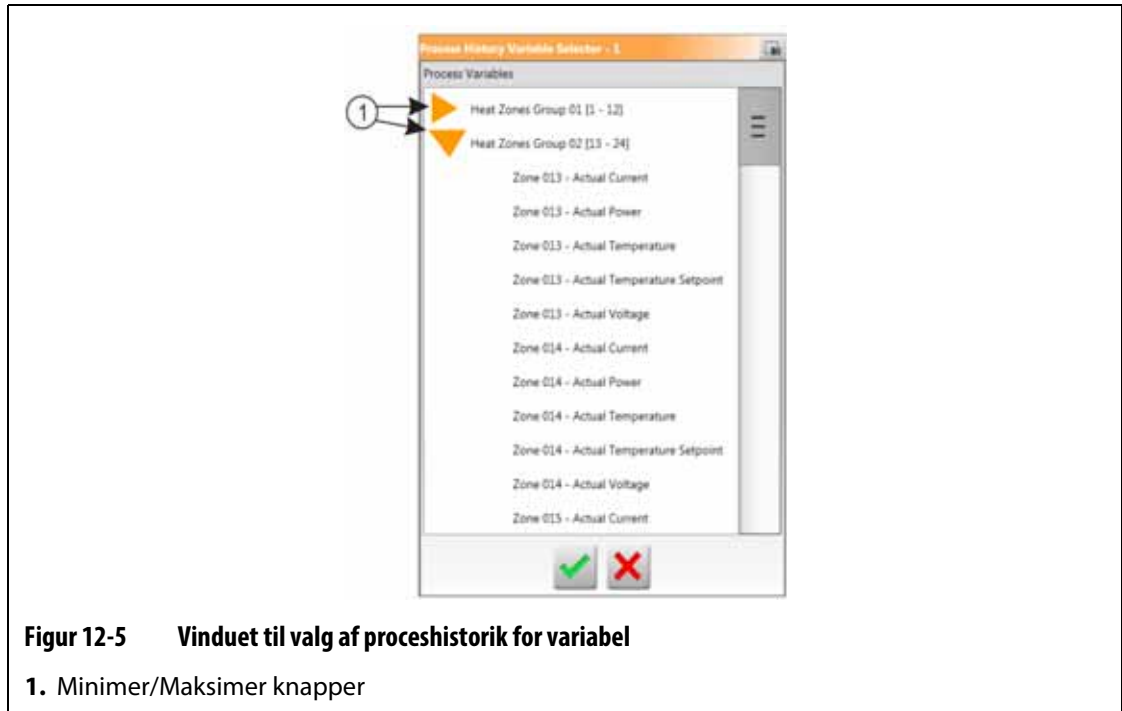 Process History Variable Selector - 1
Process Variables
1
Heat Zones Group 01 [1 - 12]
Heat Zones Group 02 [13 - 24]
Zone 013 - Actual Current
Zone 013 - Actual Power
Zone 013 - Actual Temperature
Zone 013 - Actual Temperature Setpoint
Zone 013 - Actual Voltage
Zone 014 - Actual Current
Zone 014 - Actual Power
Zone 014 - Actual Temperature
Zone 014 - Actual Temperature Setpoint
Zone 014 - Actual Voltage
Zone 015 - Actual Current
Figur 12-5 Vinduet til valg af proceshistorik for variabel
1. Minimer/Maksimer knapper